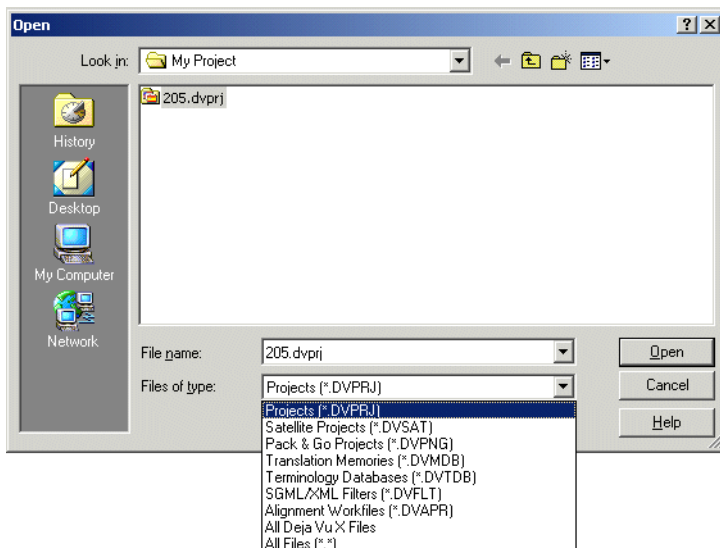 Open
Look in: My Project
205.dvprj
History
Desktop
My Computer
Network
File name: 205.dvprj Open
Files of type: Projects (*.DVPRJ) Cancel
Projects (*.DVPRJ) Help
Satellite Projects (*.DVSAT)
Pack & Go Projects (*.DVPNG)
Translation Memories (*.DVMDB)
Terminology Databases (*.DVTDB)
SGML/XML Filters (*.DVFLT)
Alignment Workfiles (*.DVAPR)
All Deja Vu X Files
All Files (*.*)